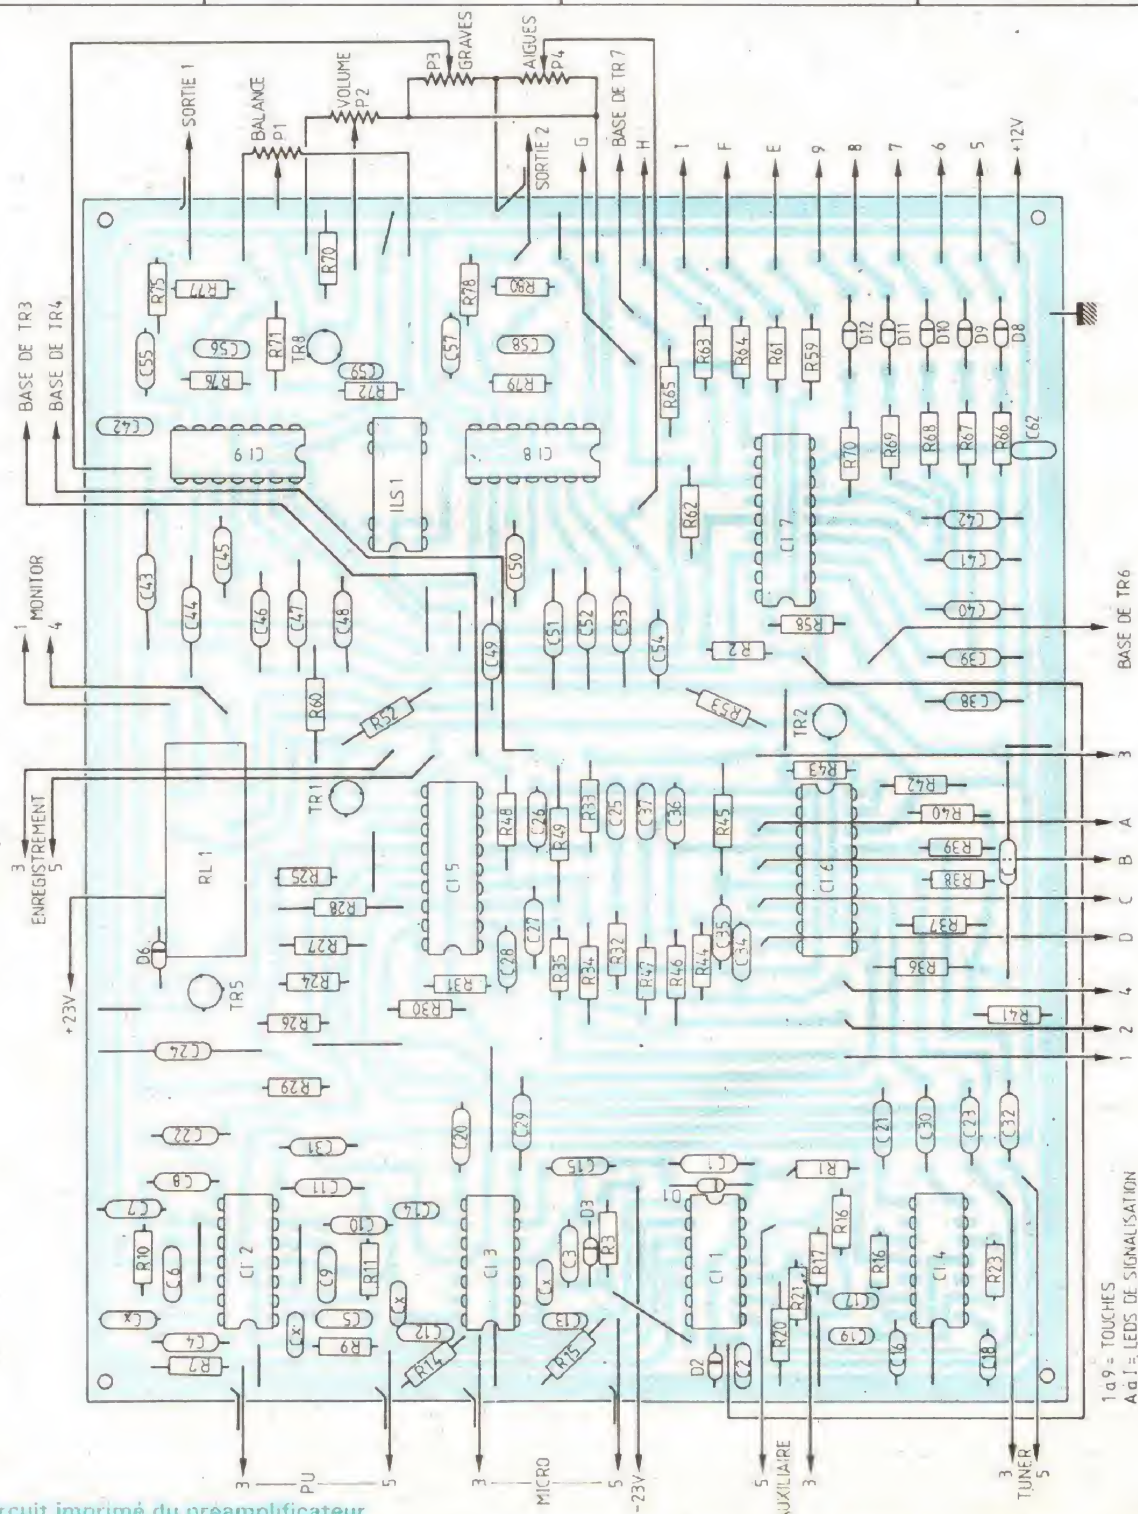 SORTIE 1
BALANCE
P1
VOLUME
P2
P3
GRAVES
AIGUES
P4
SORTIE 2
G
BASE DE TR7
H
I
F
E
9
8
7
6
5
+12V
BASE DE TR3
BASE DE TR4
1
MONITOR
4
3
ENREGISTREMENT
5
+23V
R75
R77
R70
R78
R80
C55
C56
R71
TR8
C57
C58
R76
C59
R72
R79
C42
CI 9
ILS 1
CI 8
R65
R63
R64
R61
R59
D12
D11
D10
D9
D8
R70
R69
R68
R67
R66
C62
R62
CI 7
C43
C44
C45
C46
C47
C48
C49
C50
C51
C52
C53
C54
R58
R2
C42
C41
C40
C39
C38
BASE DE TR6
R60
R52
R53
TR2
RL 1
TR1
D6
TR5
R25
R28
R27
R24
R26
R29
C24
CI 5
R31
R30
R48
C26
R49
R33
C25
C37
C36
R45
C28
C27
R35
R34
R32
R47
R46
R44
C35
C34
R43
CI 6
R42
R40
R39
R38
R37
R36
R41
3
A
B
C
D
4
2
1
C22
C31
C20
C29
C8
C11
C7
R10
C6
CI 2
C10
C9
R11
C14
Cx
C4
R7
Cx
C5
R9
Cx
C12
R14
CI 3
C15
C3
D3
R3
Cx
C13
R15
C1
D1
CI 1
D2
C2
R1
R16
R17
R21
R20
R16
C17
C19
C16
CI 4
R23
C18
C21
C30
C23
C32
3
PU
5
3
MICRO
5
-23V
5
AUXILIAIRE
3
3
TUNER
5
1 à 9 = TOUCHES
A à I = LEDS DE SIGNALISATION
circuit imprimé du préamplificateur